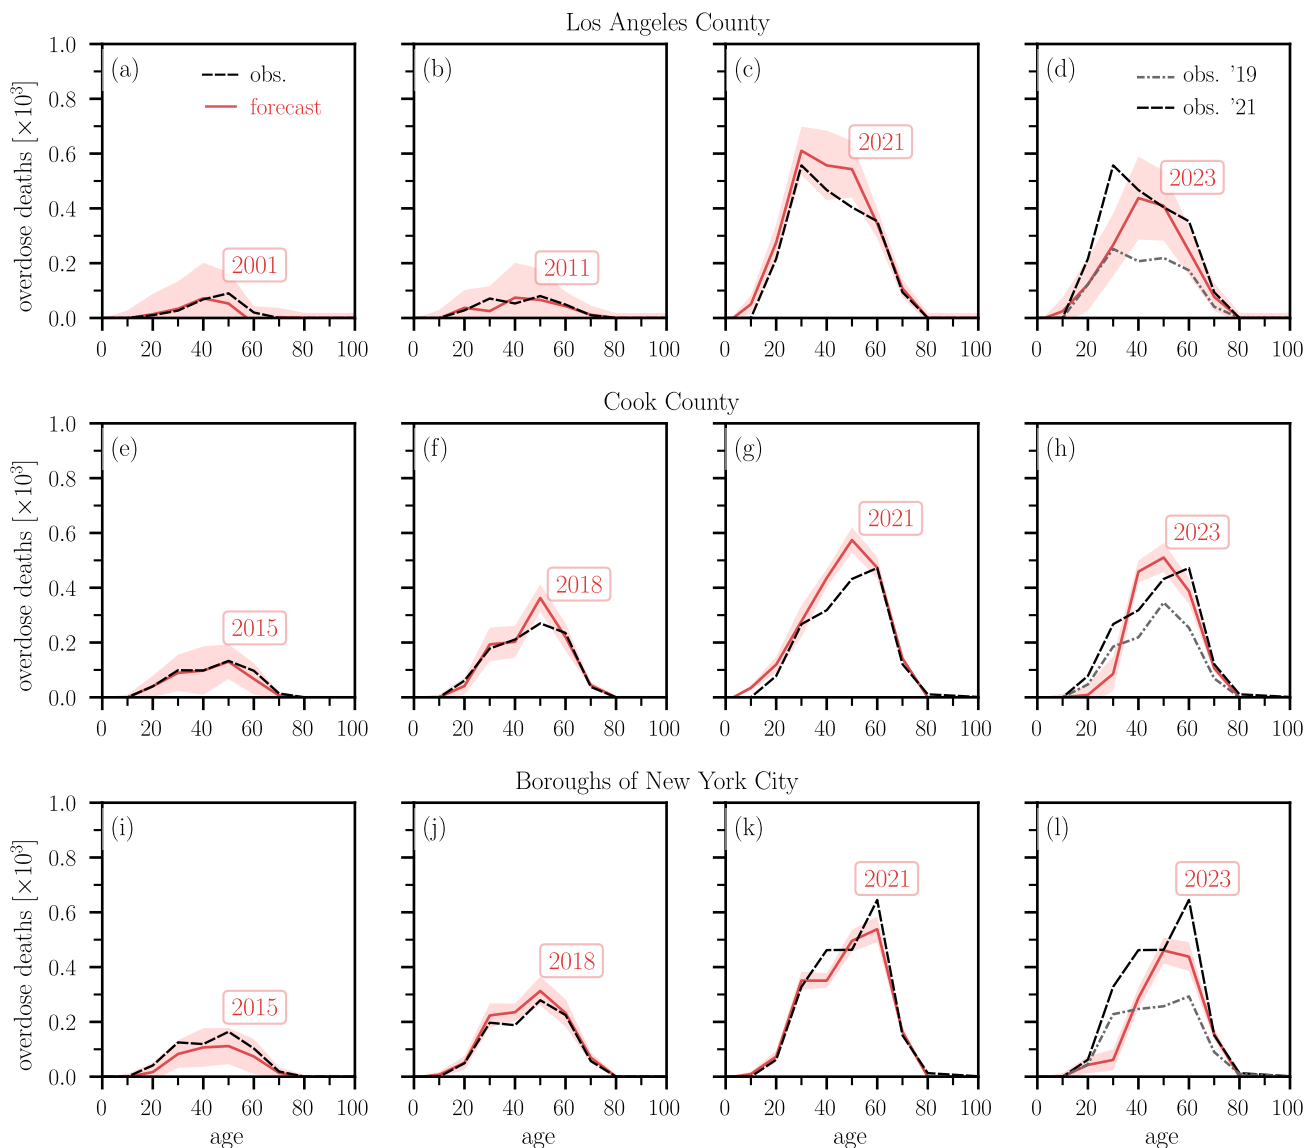 Los Angeles County
overdose deaths [×10³]
1.0
0.8
0.6
0.4
0.2
0.0
(a)
obs.
forecast
2001
0 20 40 60 80 100
(b)
2011
0 20 40 60 80 100
(c)
2021
0 20 40 60 80 100
(d)
obs. '19
obs. '21
2023
0 20 40 60 80 100
Cook County
overdose deaths [×10³]
1.0
0.8
0.6
0.4
0.2
0.0
(e)
2015
0 20 40 60 80 100
(f)
2018
0 20 40 60 80 100
(g)
2021
0 20 40 60 80 100
(h)
2023
0 20 40 60 80 100
Boroughs of New York City
overdose deaths [×10³]
1.0
0.8
0.6
0.4
0.2
0.0
(i)
2015
0 20 40 60 80 100
age
(j)
2018
0 20 40 60 80 100
age
(k)
2021
0 20 40 60 80 100
age
(l)
2023
0 20 40 60 80 100
age